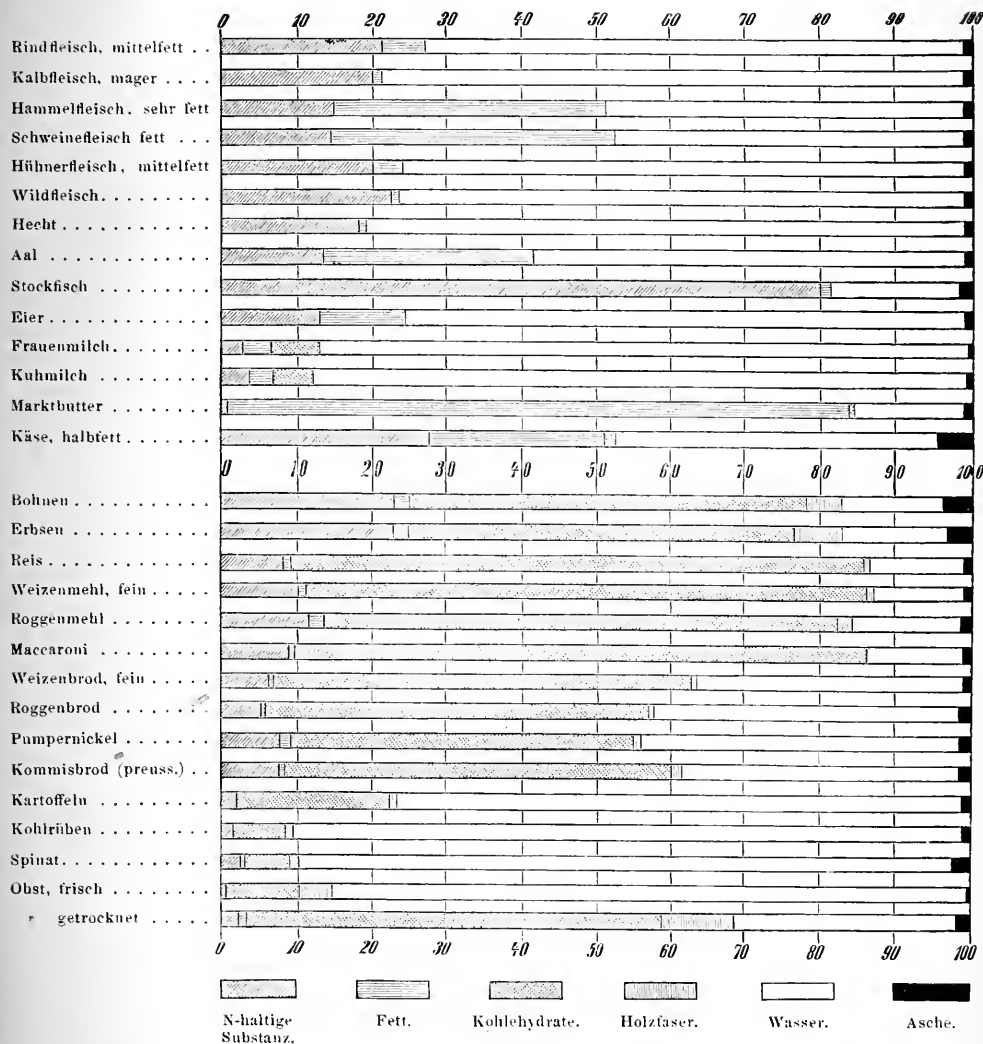 0 10 20 30 40 50 60 70 80 90 100
Rindfleisch, mittelfett . .
Kalbfleisch, mager . . . .
Hammelfleisch. sehr fett
Schweinefleisch fett . . .
Hühnerfleisch, mittelfett
Wildfleisch. . . . . . . . . .
Hecht . . . . . . . . . . . . .
Aal . . . . . . . . . . . . . .
Stockfisch . . . . . . . . . .
Eier . . . . . . . . . . . . . .
Frauenmilch. . . . . . . . .
Kuhmilch . . . . . . . . . .
Marktbutter . . . . . . . . .
Käse, halbfett . . . . . . . .
0 10 20 30 40 50 60 70 80 90 100
Bohnen . . . . . . . . . . . .
Erbsen . . . . . . . . . . . .
Reis . . . . . . . . . . . . . .
Weizenmehl, fein . . . . . .
Roggenmehl . . . . . . . . .
Maccaroni . . . . . . . . . .
Weizenbrod, fein . . . . . .
Roggenbrod . . . . . . . . .
Pumpernickel . . . . . . . .
Kommisbrod (preuss.) . .
Kartoffeln . . . . . . . . . .
Kohlrüben . . . . . . . . . .
Spinat. . . . . . . . . . . . .
Obst, frisch . . . . . . . . .
" getrocknet . . . . .
0 10 20 30 40 50 60 70 80 90 100
N-haltige Fett. Kohlehydrate. Holzfaser. Wasser. Asche.
Substanz.